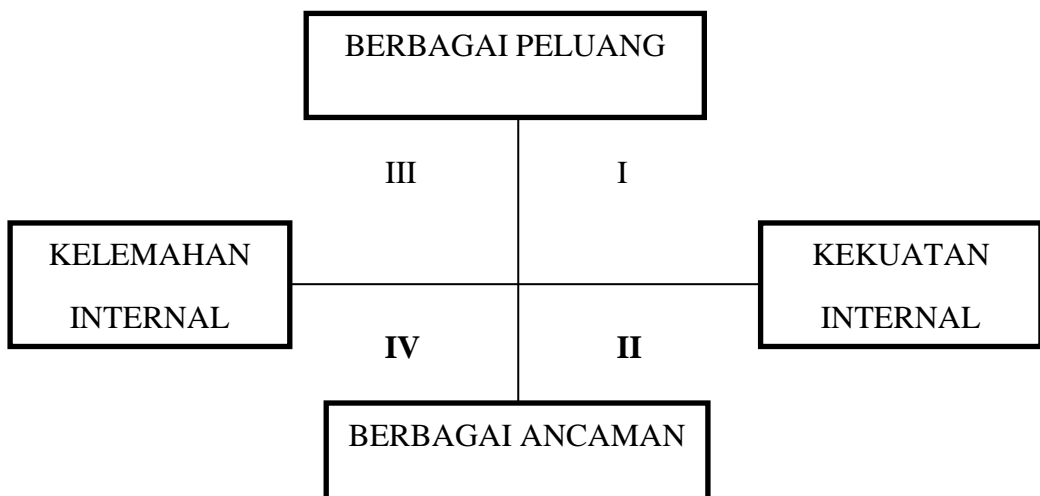 BERBAGAI PELUANG
III
I
KELEMAHAN
INTERNAL
KEKUATAN
INTERNAL
IV
II
BERBAGAI ANCAMAN